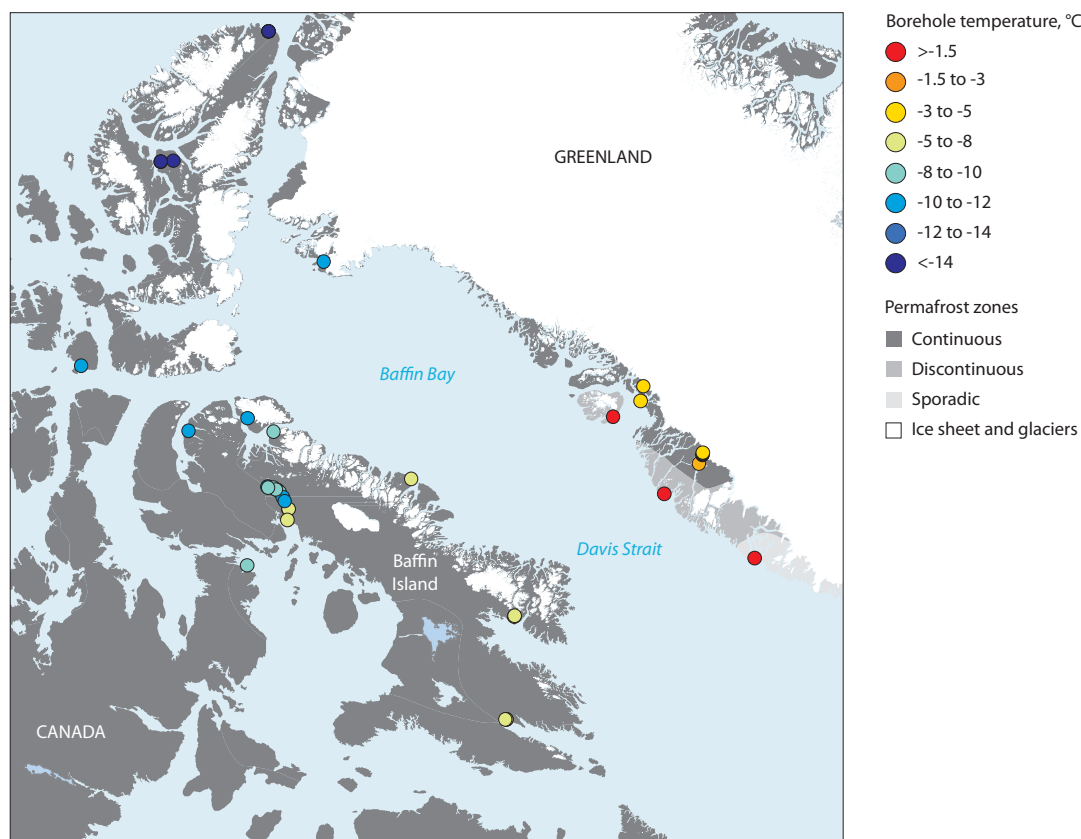 GREENLAND
Baffin Bay
Davis Strait
Baffin
Island
CANADA
Borehole temperature, °C
>-1.5
-1.5 to -3
-3 to -5
-5 to -8
-8 to -10
-10 to -12
-12 to -14
<-14
Permafrost zones
Continuous
Discontinuous
Sporadic
Ice sheet and glaciers